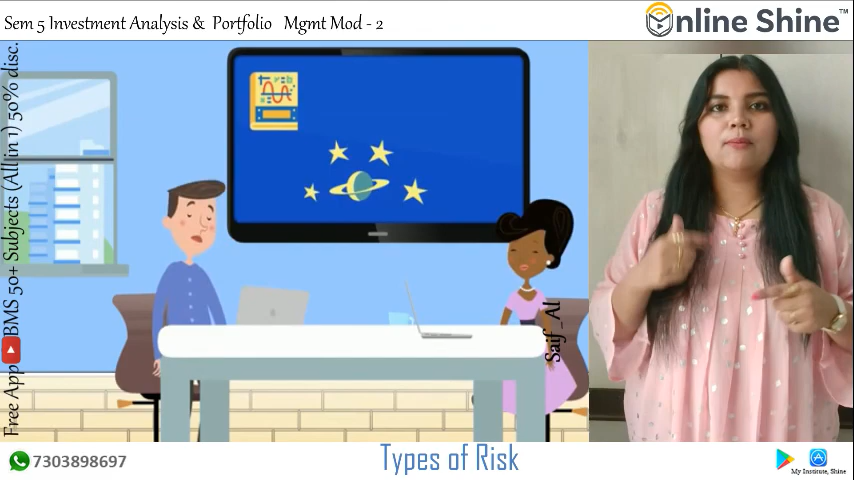 Sem 5 Investment Analysis & Portfolio Mgmt Mod - 2
Online Shine™
Free App ▶ BMS 50+ Subjects (All in 1) 50% disc.
Saif_Al
7303898697
Types of Risk
My Institute, Shine